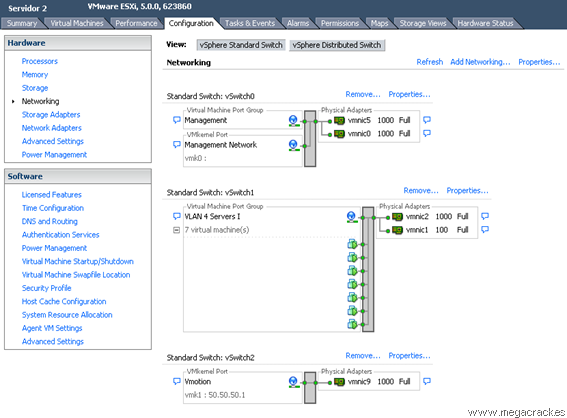 Servidor 2 VMware ESXi, 5.0.0, 623860
Summary Virtual Machines Performance Configuration Tasks & Events Alarms Permissions Maps Storage Views Hardware Status
Hardware
Processors
Memory
Storage
Networking
Storage Adapters
Network Adapters
Advanced Settings
Power Management
Software
Licensed Features
Time Configuration
DNS and Routing
Authentication Services
Power Management
Virtual Machine Startup/Shutdown
Virtual Machine Swapfile Location
Security Profile
Host Cache Configuration
System Resource Allocation
Agent VM Settings
Advanced Settings
View: vSphere Standard Switch vSphere Distributed Switch
Networking Refresh Add Networking... Properties...
Standard Switch: vSwitch0 Remove... Properties...
Virtual Machine Port Group Physical Adapters
Management vmnic5 1000 Full
VMkernel Port vmnic0 1000 Full
Management Network
vmk0 :
Standard Switch: vSwitch1 Remove... Properties...
Virtual Machine Port Group Physical Adapters
VLAN 4 Servers I vmnic2 1000 Full
7 virtual machine(s) vmnic1 100 Full
Standard Switch: vSwitch2 Remove... Properties...
VMkernel Port Physical Adapters
Vmotion vmnic9 1000 Full
vmk1 : 50.50.50.1
www.megacrack.es